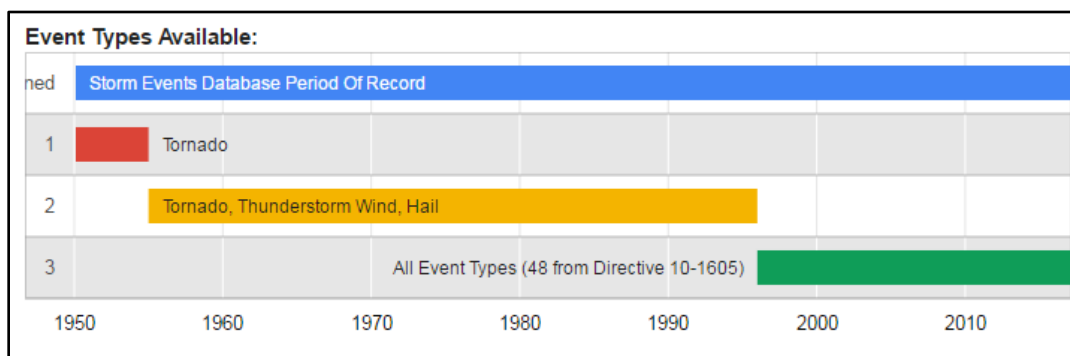 Event Types Available:
ned Storm Events Database Period Of Record
1 Tornado
2 Tornado, Thunderstorm Wind, Hail
3 All Event Types (48 from Directive 10-1605)
1950 1960 1970 1980 1990 2000 2010